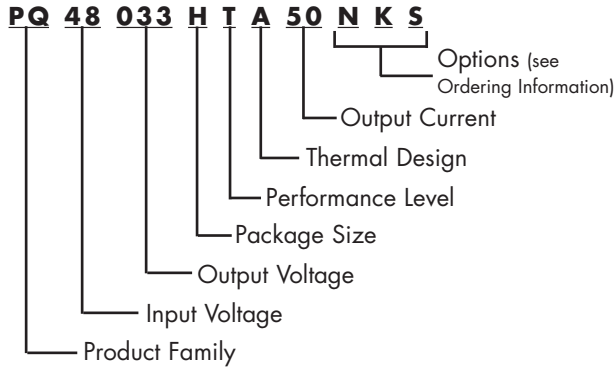 PQ 48 033 H T A 50 N K S
Options (see
Ordering Information)
Output Current
Thermal Design
Performance Level
Package Size
Output Voltage
Input Voltage
Product Family